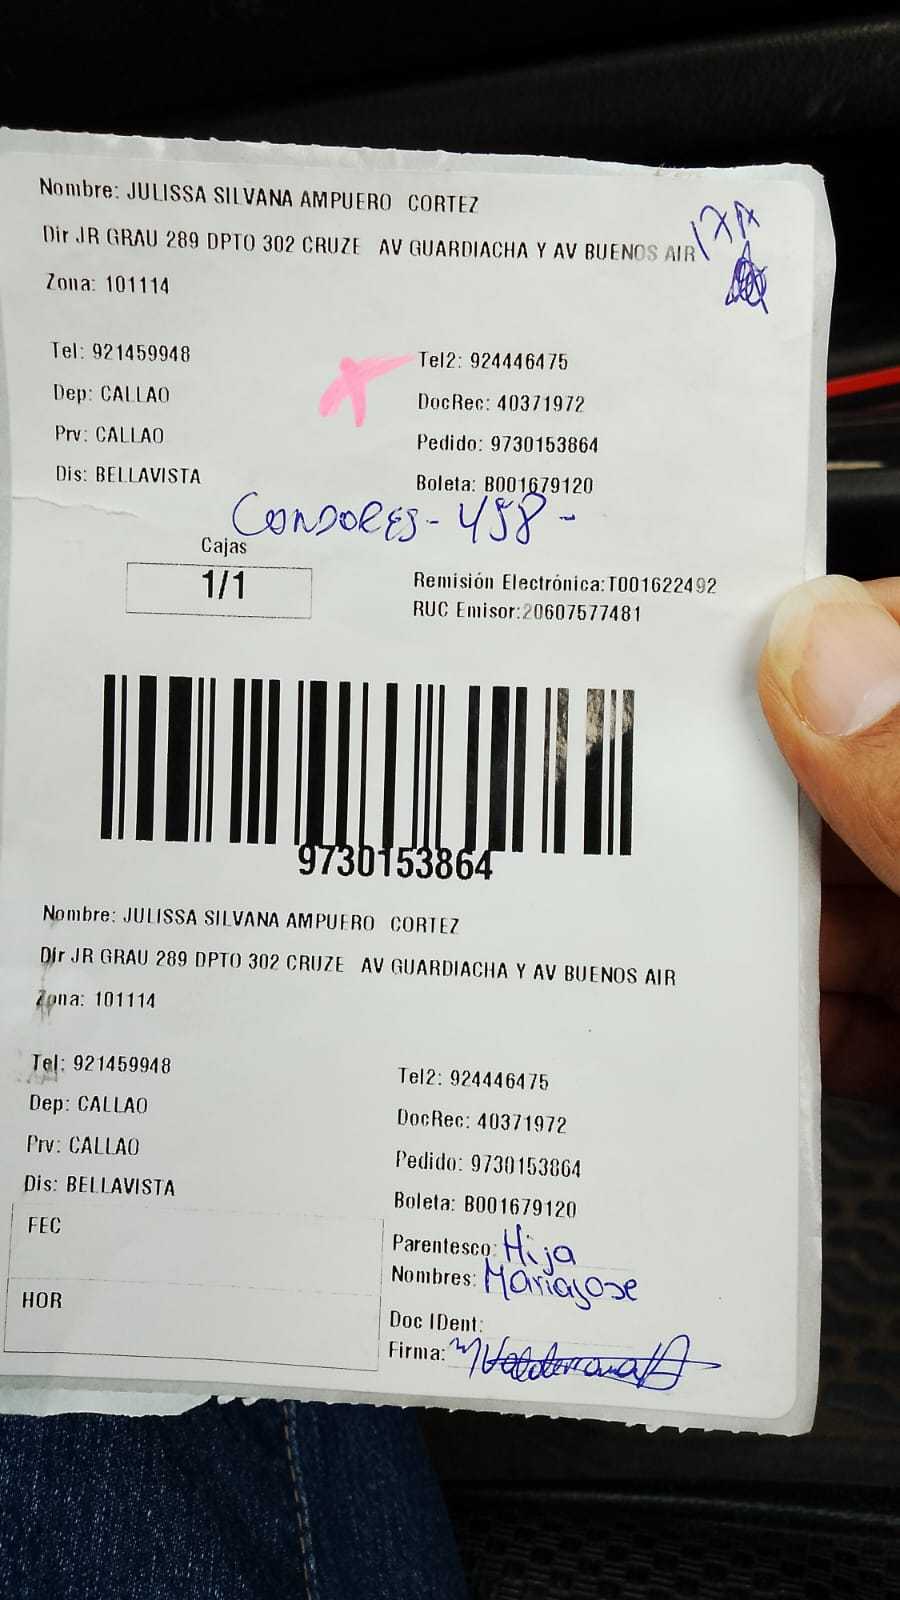 Nombre: JULISSA SILVANA AMPUERO CORTEZ
Dir JR GRAU 289 DPTO 302 CRUZE AV GUARDIACHA Y AV BUENOS AIR
Zona: 101114
Tel: 921459948 Tel2: 924446475
Dep: CALLAO DocRec: 40371972
Prv: CALLAO Pedido: 9730153864
Dis: BELLAVISTA Boleta: B001679120
CONDORES - 458 -
Cajas
1/1
Remisión Electrónica:T001622492
RUC Emisor:20607577481
9730153864
Nombre: JULISSA SILVANA AMPUERO CORTEZ
Dir JR GRAU 289 DPTO 302 CRUZE AV GUARDIACHA Y AV BUENOS AIR
Zona: 101114
Tel: 921459948 Tel2: 924446475
Dep: CALLAO DocRec: 40371972
Prv: CALLAO Pedido: 9730153864
Dis: BELLAVISTA Boleta: B001679120
FEC
HOR
Parentesco: Hija
Nombres: Mariajose
Doc IDent:
Firma: